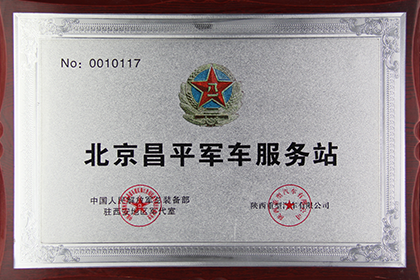 No: 0010117
八一
北京昌平军车服务站
中国人民解放军总装备部
驻西安地区军代室
陕西重型汽车有限公司